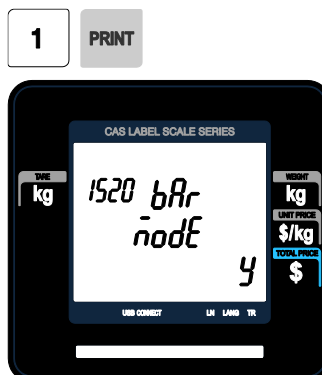 1 PRINT
CAS LABEL SCALE SERIES
TARE
kg
1520 bAr
n̄odE
y
WEIGHT
kg
UNIT PRICE
$/kg
TOTAL PRICE
$
USB CONNECT LN LANG TR